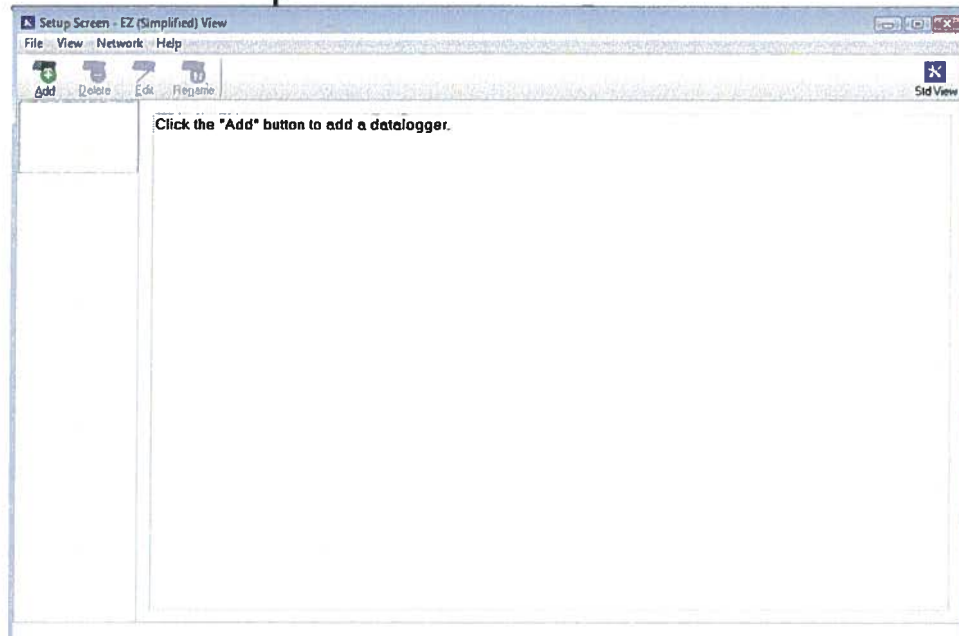 Setup Screen - EZ (Simplified) View
File View Network Help
Add Delete Edit Rename
Std View
Click the "Add" button to add a datalogger.